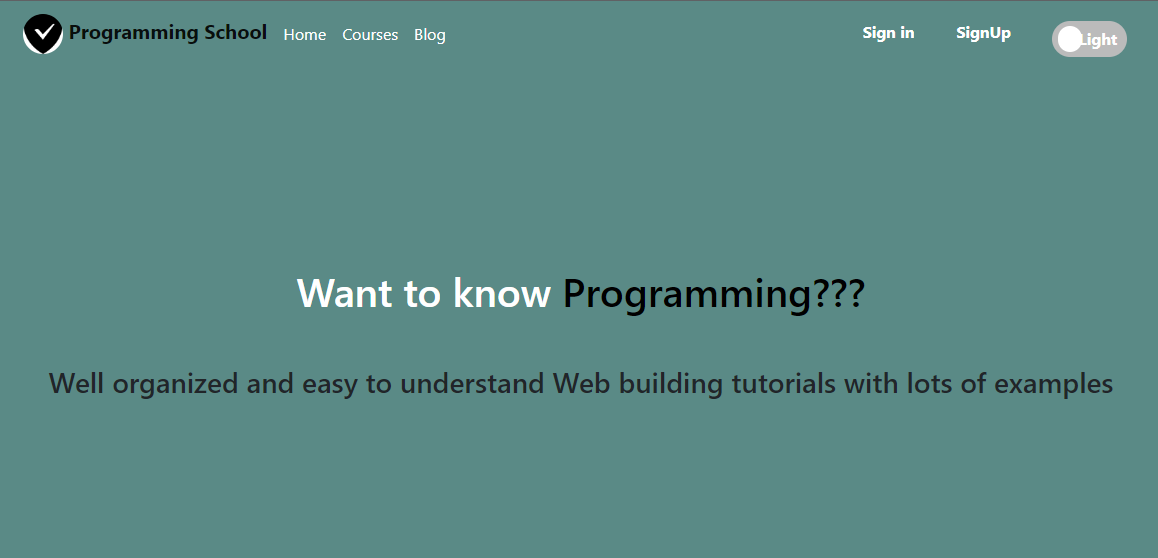 Programming School Home Courses Blog Sign in SignUp Light
Want to know Programming???
Well organized and easy to understand Web building tutorials with lots of examples